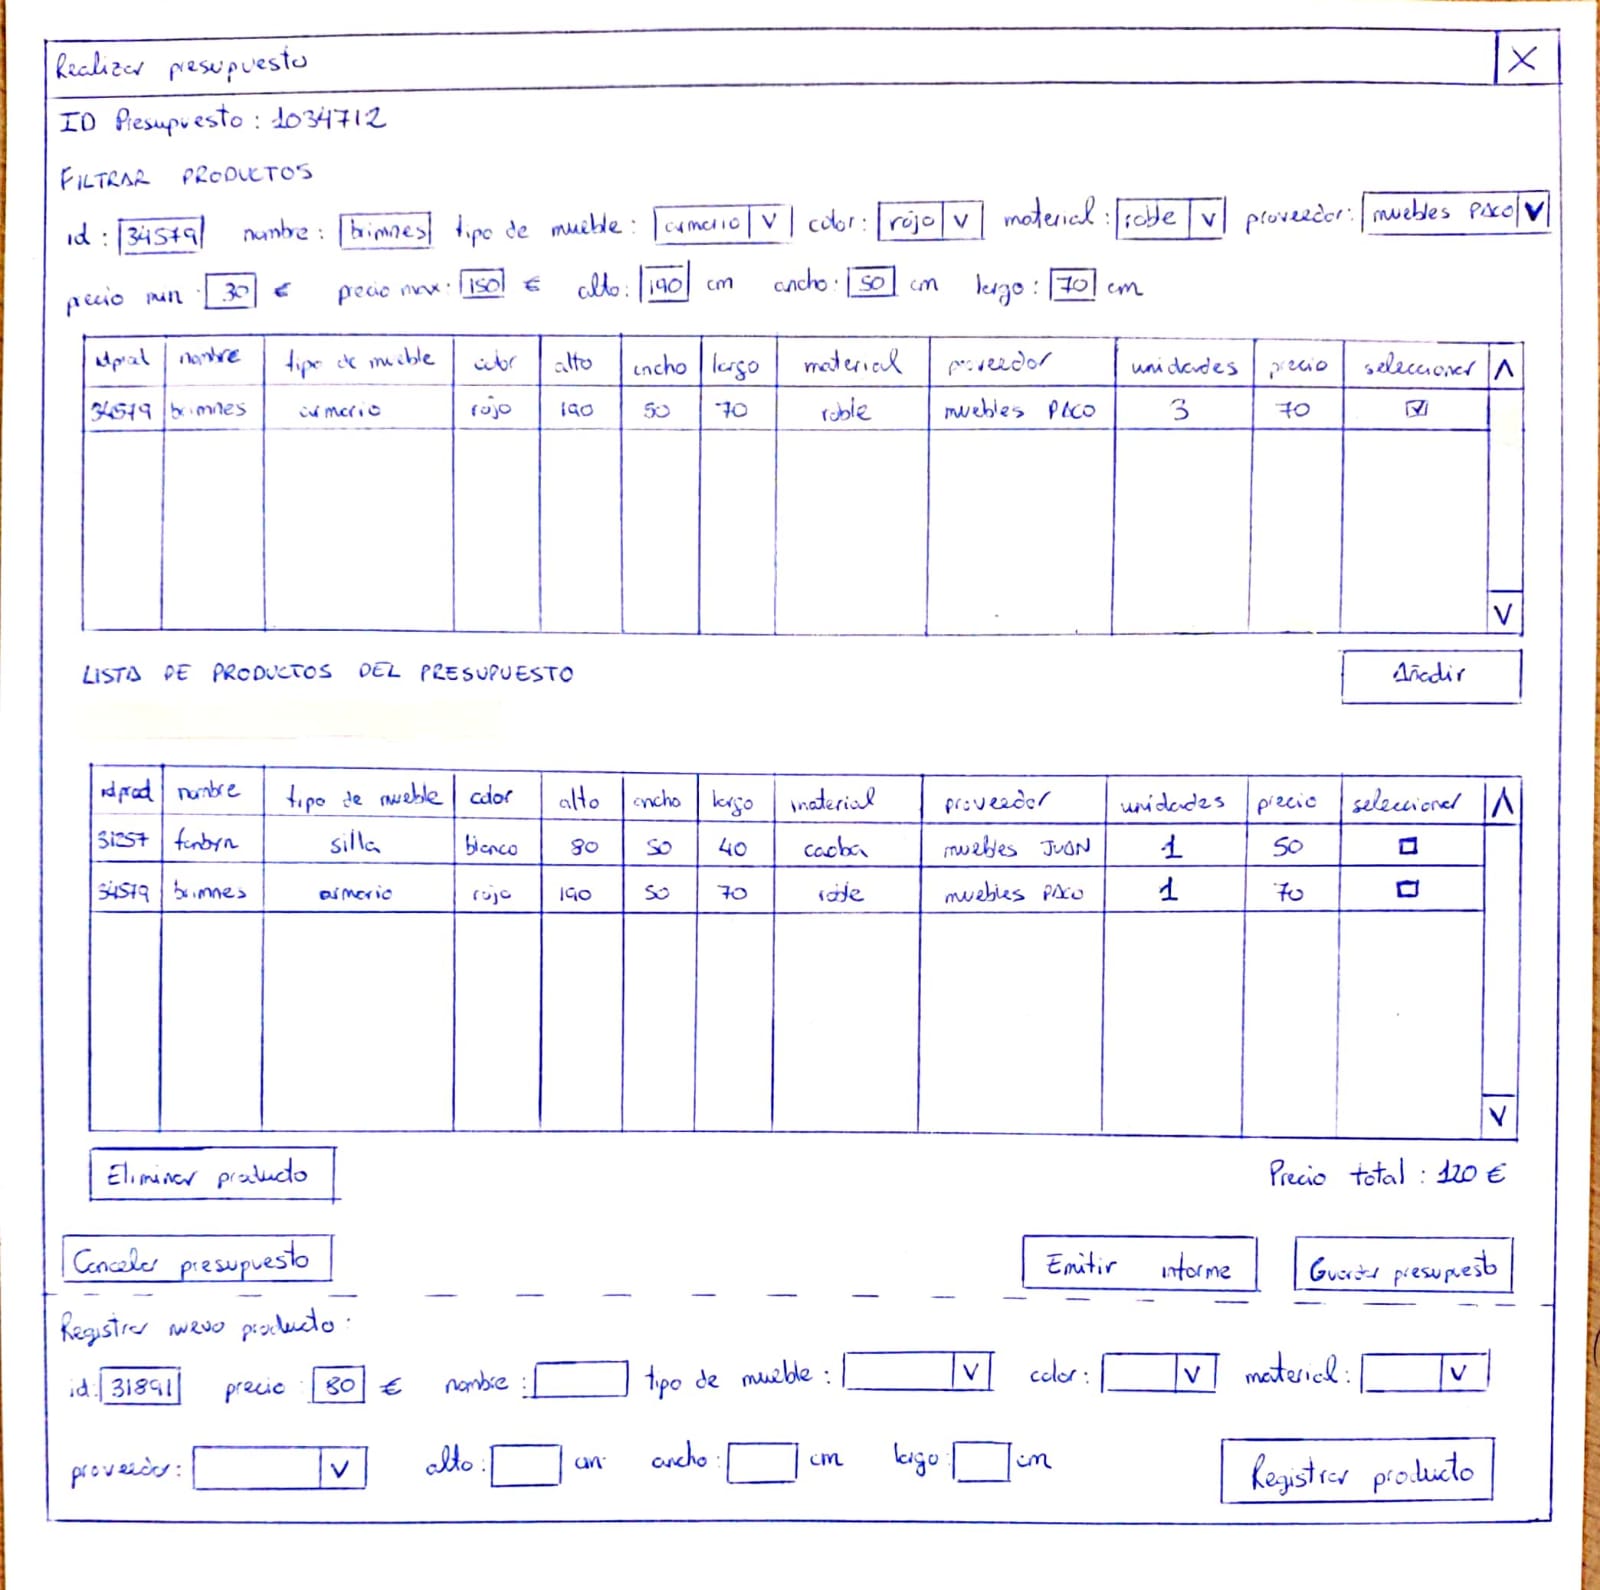 Realizar presupuesto X
ID Presupuesto : 1034712
FILTRAR PRODUCTOS
id : 34579 nombre : brimnes tipo de mueble : armario V color : rojo V material : roble V proveedor : muebles PACO V
precio min : 30 € precio max : 150 € alto : 190 cm ancho : 50 cm largo : 70 cm
idprod nombre tipo de mueble color alto ancho largo material proveedor unidades precio seleccionar
34579 brimnes armario rojo 190 50 70 roble muebles PACO 3 70
LISTA DE PRODUCTOS DEL PRESUPUESTO Añadir
idprod nombre tipo de mueble color alto ancho largo material proveedor unidades precio seleccionar
31257 silla blanco 80 50 40 caoba muebles JUAN 1 50
34579 brimnes armario rojo 190 50 70 roble muebles PACO 1 70
Eliminar producto Precio total : 120 €
Cancelar presupuesto Emitir informe Guardar presupuesto
Registrar nuevo producto :
id : 31891 precio : 80 € nombre : tipo de mueble : V color : V material : V
proveedor : V alto : cm ancho : cm largo : cm Registrar producto